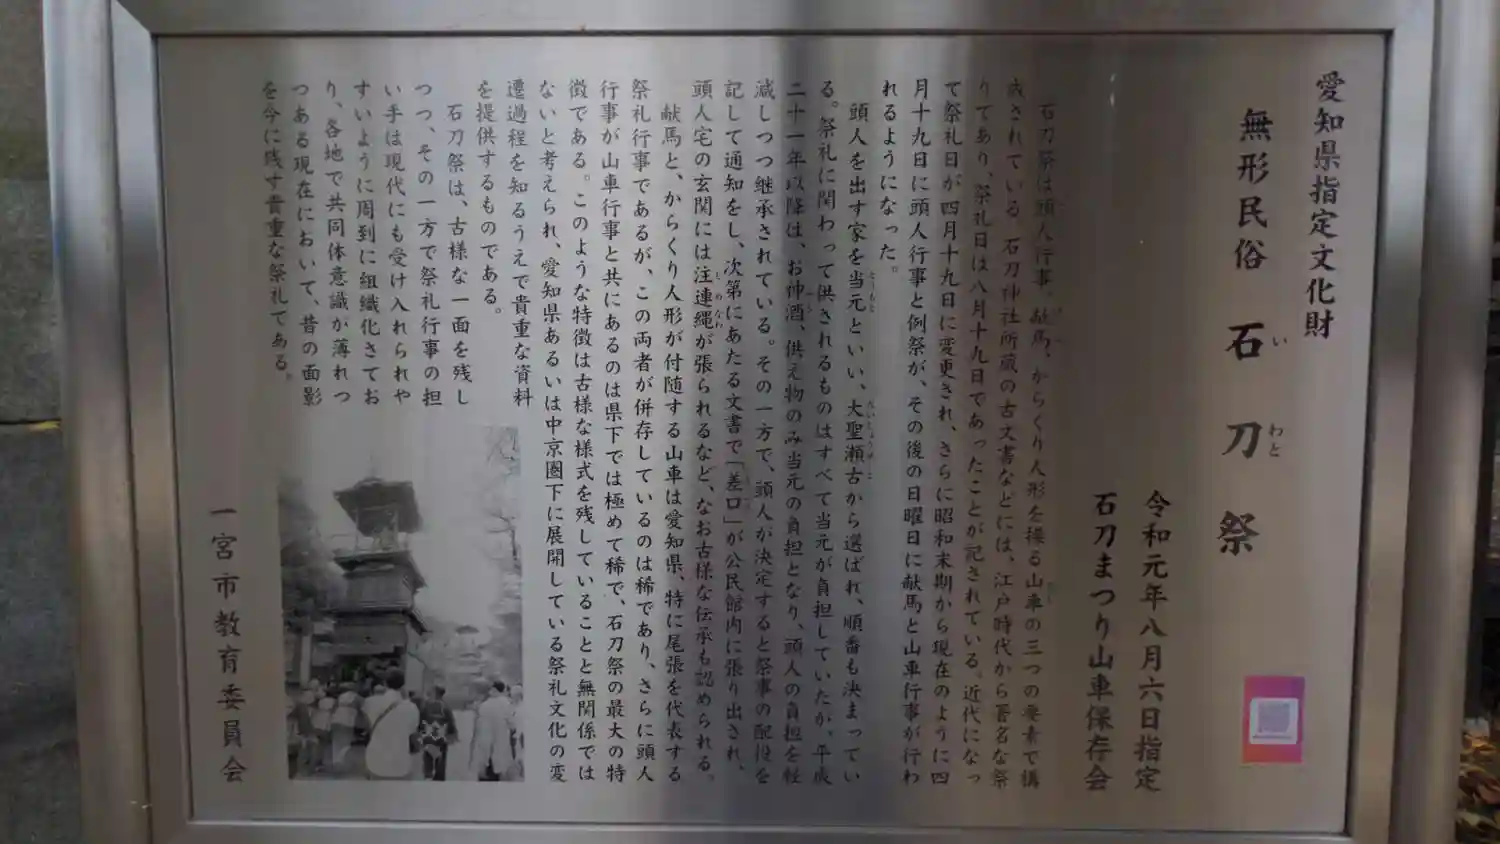 愛知県指定文化財
無形民俗 石刀祭
いわと
令和元年八月六日指定
石刀まつり山車保存会
石刀祭は頭人行事、献馬、からくり人形を操る山車の三つの要素で構
成されている。石刀神社所蔵の古文書などには、江戸時代から著名な祭
りであり、祭礼日は八月十九日であったことが記されている。近代になっ
て祭礼日が四月十九日に変更され、さらに昭和末期から現在のように四
月十九日に頭人行事と例祭が、その後の日曜日に献馬と山車行事が行わ
れるようになった。
頭人を出す家を当元といい、大聖瀬古から選ばれ、順番も決まってい
る。祭礼に関わって供されるものはすべて当元が負担していたが、平成
二十一年以降は、お神酒、供え物のみ当元の負担となり、頭人の負担を軽
減しつつ継承されている。その一方で、頭人が決定すると祭事の配役を
記して通知をし、次第にあたる文書で「差口」が公民館内に張り出され、
頭人宅の玄関には注連縄が張られるなど、なお古様な伝承も認められる。
献馬と、からくり人形が付随する山車は愛知県、特に尾張を代表する
祭礼行事であるが、この両者が併存しているのは稀であり、さらに頭人
行事が山車行事と共にあるのは県下では極めて稀で、石刀祭の最大の特
徴である。このような特徴は古様な様式を残していることと無関係では
ないと考えられ、愛知県あるいは中京圏下に展開している祭礼文化の変
遷過程を知るうえで貴重な資料
を提供するものである。
石刀祭は、古様な一面を残し
つつ、その一方で祭礼行事の担
い手は現代にも受け入れられや
すいように周到に組織化されてお
り、各地で共同体意識が薄れつ
つある現在において、昔の面影
を今に残す貴重な祭礼である。
一宮市教育委員会